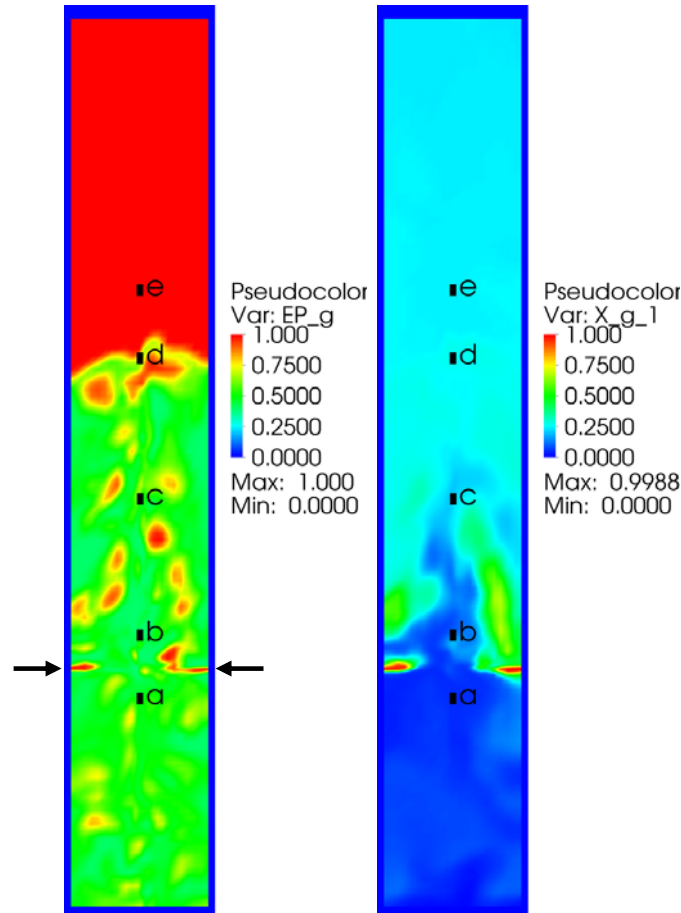 e
d
c
b
a
Pseudocolor
Var: EP_g
1.000
0.7500
0.5000
0.2500
0.0000
Max: 1.000
Min: 0.0000
e
d
c
b
a
Pseudocolor
Var: X_g_1
1.000
0.7500
0.5000
0.2500
0.0000
Max: 0.9988
Min: 0.0000